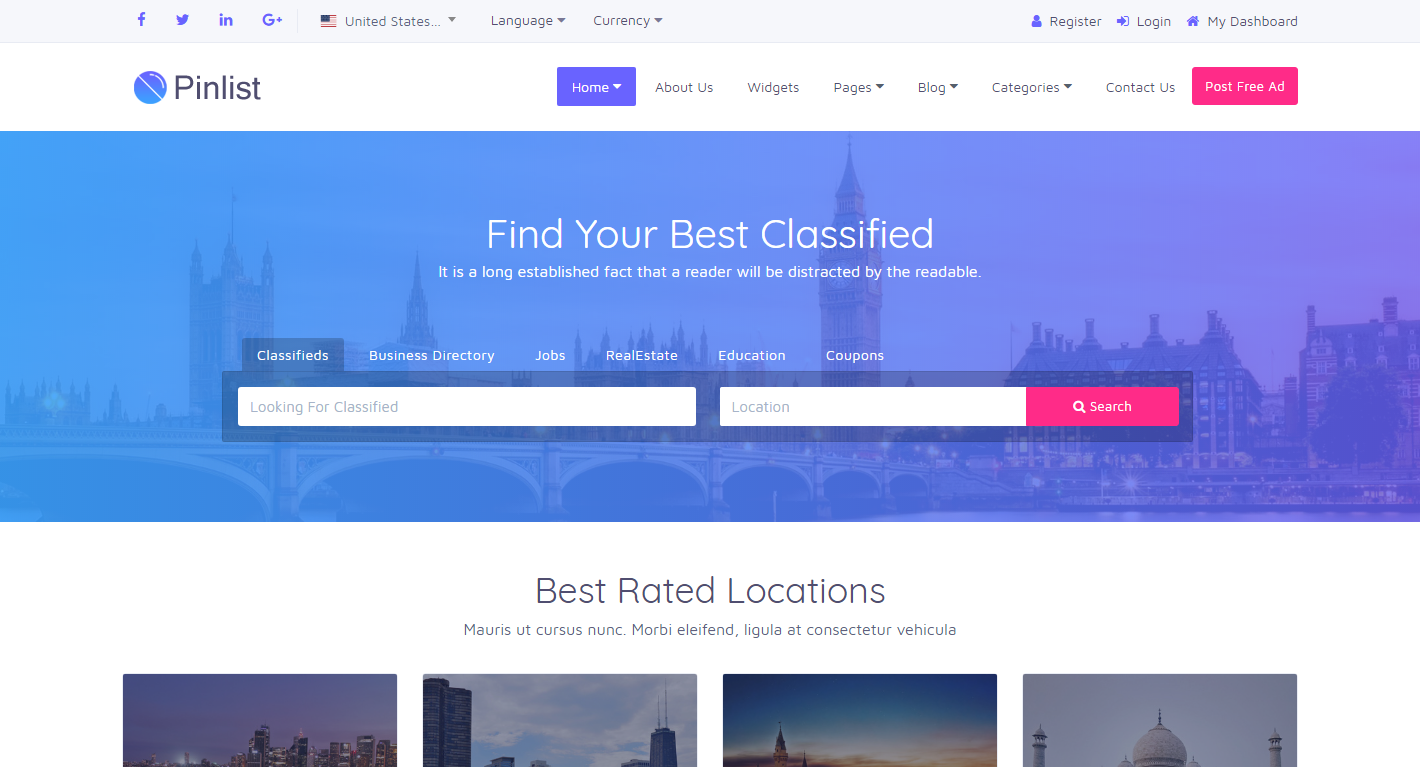 United States... Language Currency Register Login My Dashboard
Pinlist Home About Us Widgets Pages Blog Categories Contact Us Post Free Ad
Find Your Best Classified
It is a long established fact that a reader will be distracted by the readable.
Classifieds Business Directory Jobs RealEstate Education Coupons
Looking For Classified Location Search
Best Rated Locations
Mauris ut cursus nunc. Morbi eleifend, ligula at consectetur vehicula